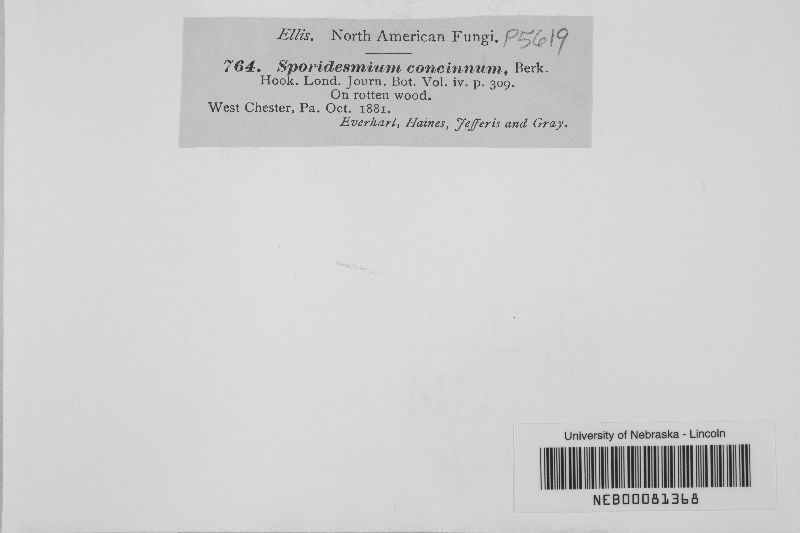 Ellis. North American Fungi. P5619
764. Sporidesmium concinnum, Berk.
Hook. Lond. Journ. Bot. Vol. iv. p. 309.
On rotten wood.
West Chester, Pa. Oct. 1881.
Everhart, Haines, Jefferis and Gray.
University of Nebraska - Lincoln
NEB00081368